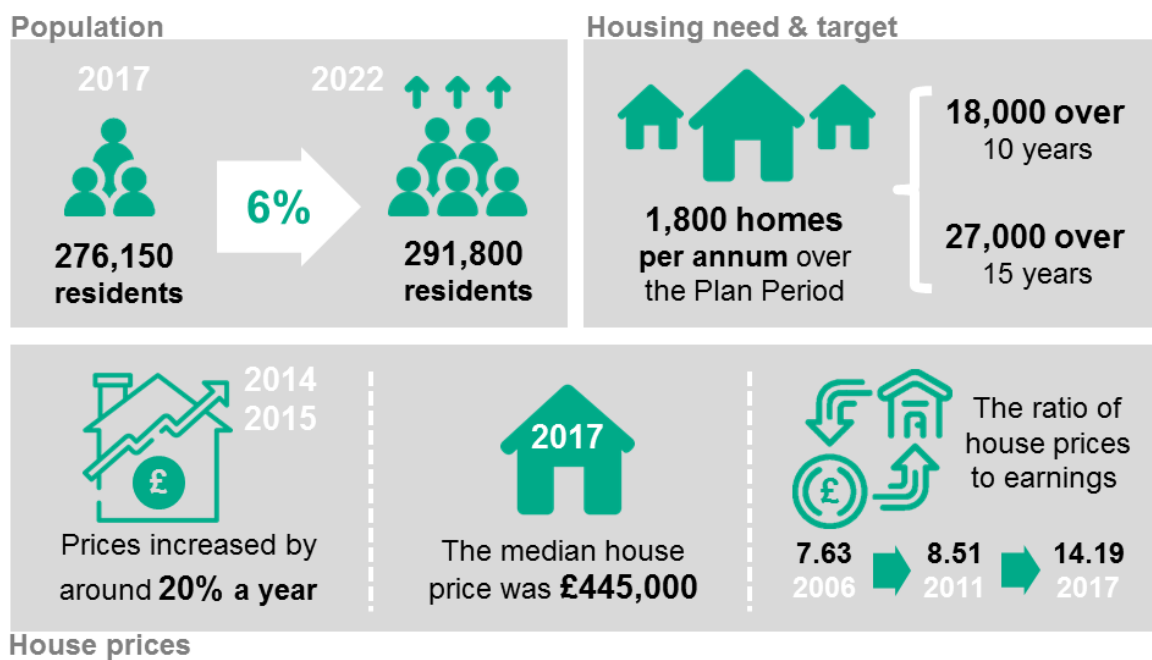 Population
2017
2022
6%
276,150
residents
291,800
residents
Housing need & target
1,800 homes
per annum over
the Plan Period
18,000 over
10 years
27,000 over
15 years
2014
2015
£
Prices increased by
around 20% a year
2017
The median house
price was £445,000
£
The ratio of
house prices
to earnings
7.63
2006
8.51
2011
14.19
2017
House prices